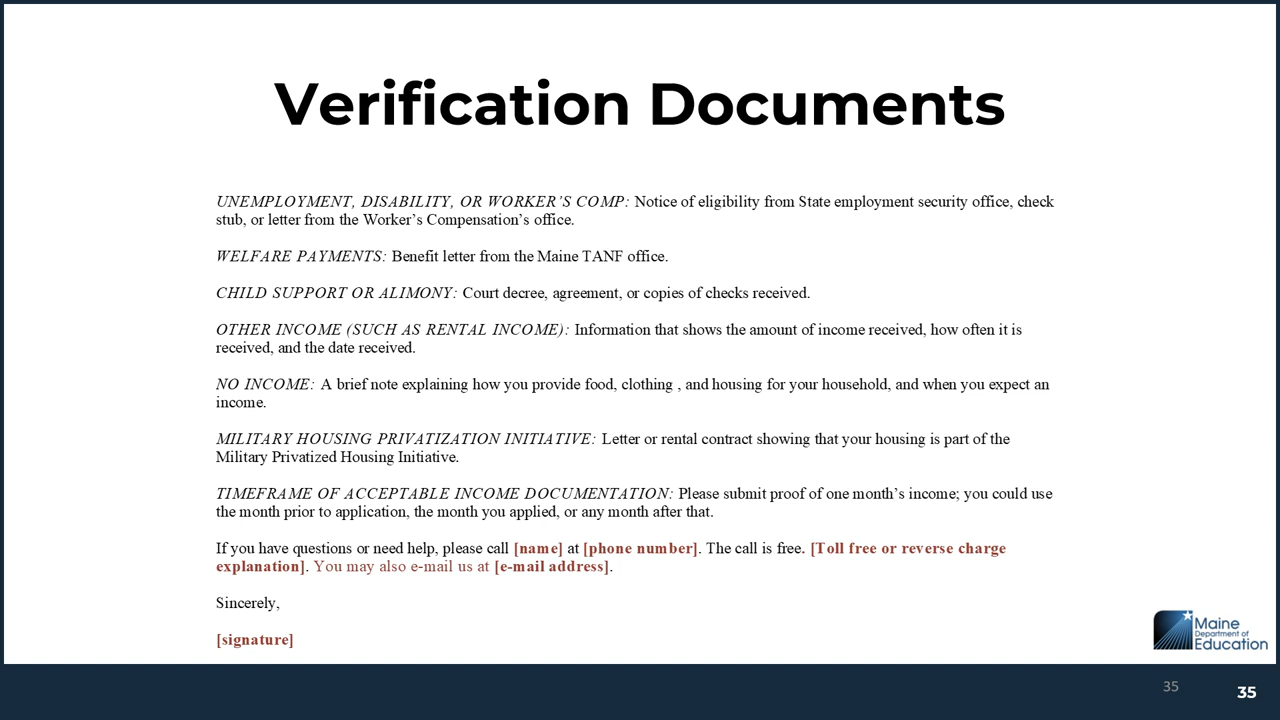 Verification Documents
UNEMPLOYMENT, DISABILITY, OR WORKER’S COMP: Notice of eligibility from State employment security office, check
stub, or letter from the Worker’s Compensation’s office.
WELFARE PAYMENTS: Benefit letter from the Maine TANF office.
CHILD SUPPORT OR ALIMONY: Court decree, agreement, or copies of checks received.
OTHER INCOME (SUCH AS RENTAL INCOME): Information that shows the amount of income received, how often it is
received, and the date received.
NO INCOME: A brief note explaining how you provide food, clothing , and housing for your household, and when you expect an
income.
MILITARY HOUSING PRIVATIZATION INITIATIVE: Letter or rental contract showing that your housing is part of the
Military Privatized Housing Initiative.
TIMEFRAME OF ACCEPTABLE INCOME DOCUMENTATION: Please submit proof of one month’s income; you could use
the month prior to application, the month you applied, or any month after that.
If you have questions or need help, please call [name] at [phone number]. The call is free. [Toll free or reverse charge
explanation]. You may also e-mail us at [e-mail address].
Sincerely,
[signature]
Maine
Department of
Education
35
35